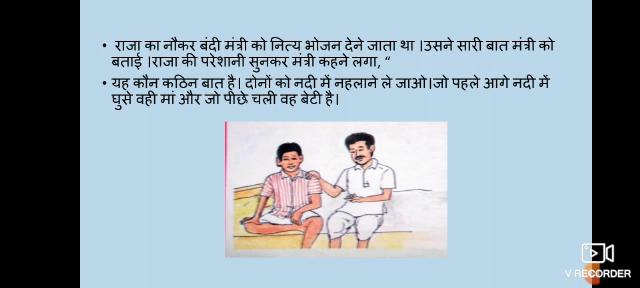 • राजा का नौकर बंदी मंत्री को नित्य भोजन देने जाता था ।उसने सारी बात मंत्री को
बताई ।राजा की परेशानी सुनकर मंत्री कहने लगा, “
• यह कौन कठिन बात है। दोनों को नदी में नहलाने ले जाओ।जो पहले आगे नदी में
घुसे वही मां और जो पीछे चली वह बेटी है।
V RECORDER